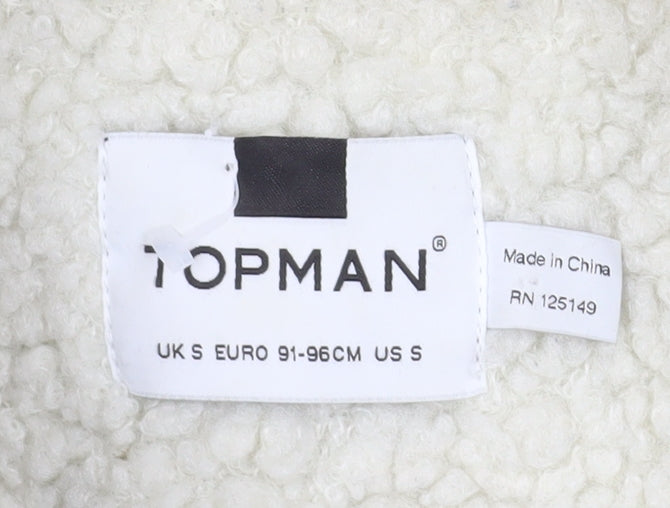 TOPMAN®
UK S EURO 91-96CM US S
Made in China
RN 125149